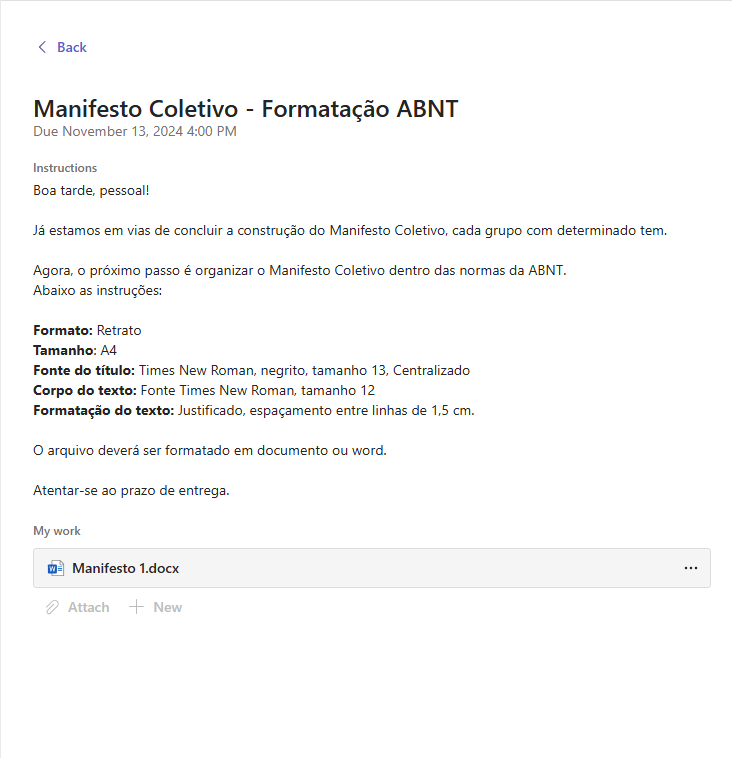 Back
Manifesto Coletivo - Formatação ABNT
Due November 13, 2024 4:00 PM
Instructions
Boa tarde, pessoal!
Já estamos em vias de concluir a construção do Manifesto Coletivo, cada grupo com determinado tem.
Agora, o próximo passo é organizar o Manifesto Coletivo dentro das normas da ABNT.
Abaixo as instruções:
Formato: Retrato
Tamanho: A4
Fonte do título: Times New Roman, negrito, tamanho 13, Centralizado
Corpo do texto: Fonte Times New Roman, tamanho 12
Formatação do texto: Justificado, espaçamento entre linhas de 1,5 cm.
O arquivo deverá ser formatado em documento ou word.
Atentar-se ao prazo de entrega.
My work
Manifesto 1.docx
Attach New